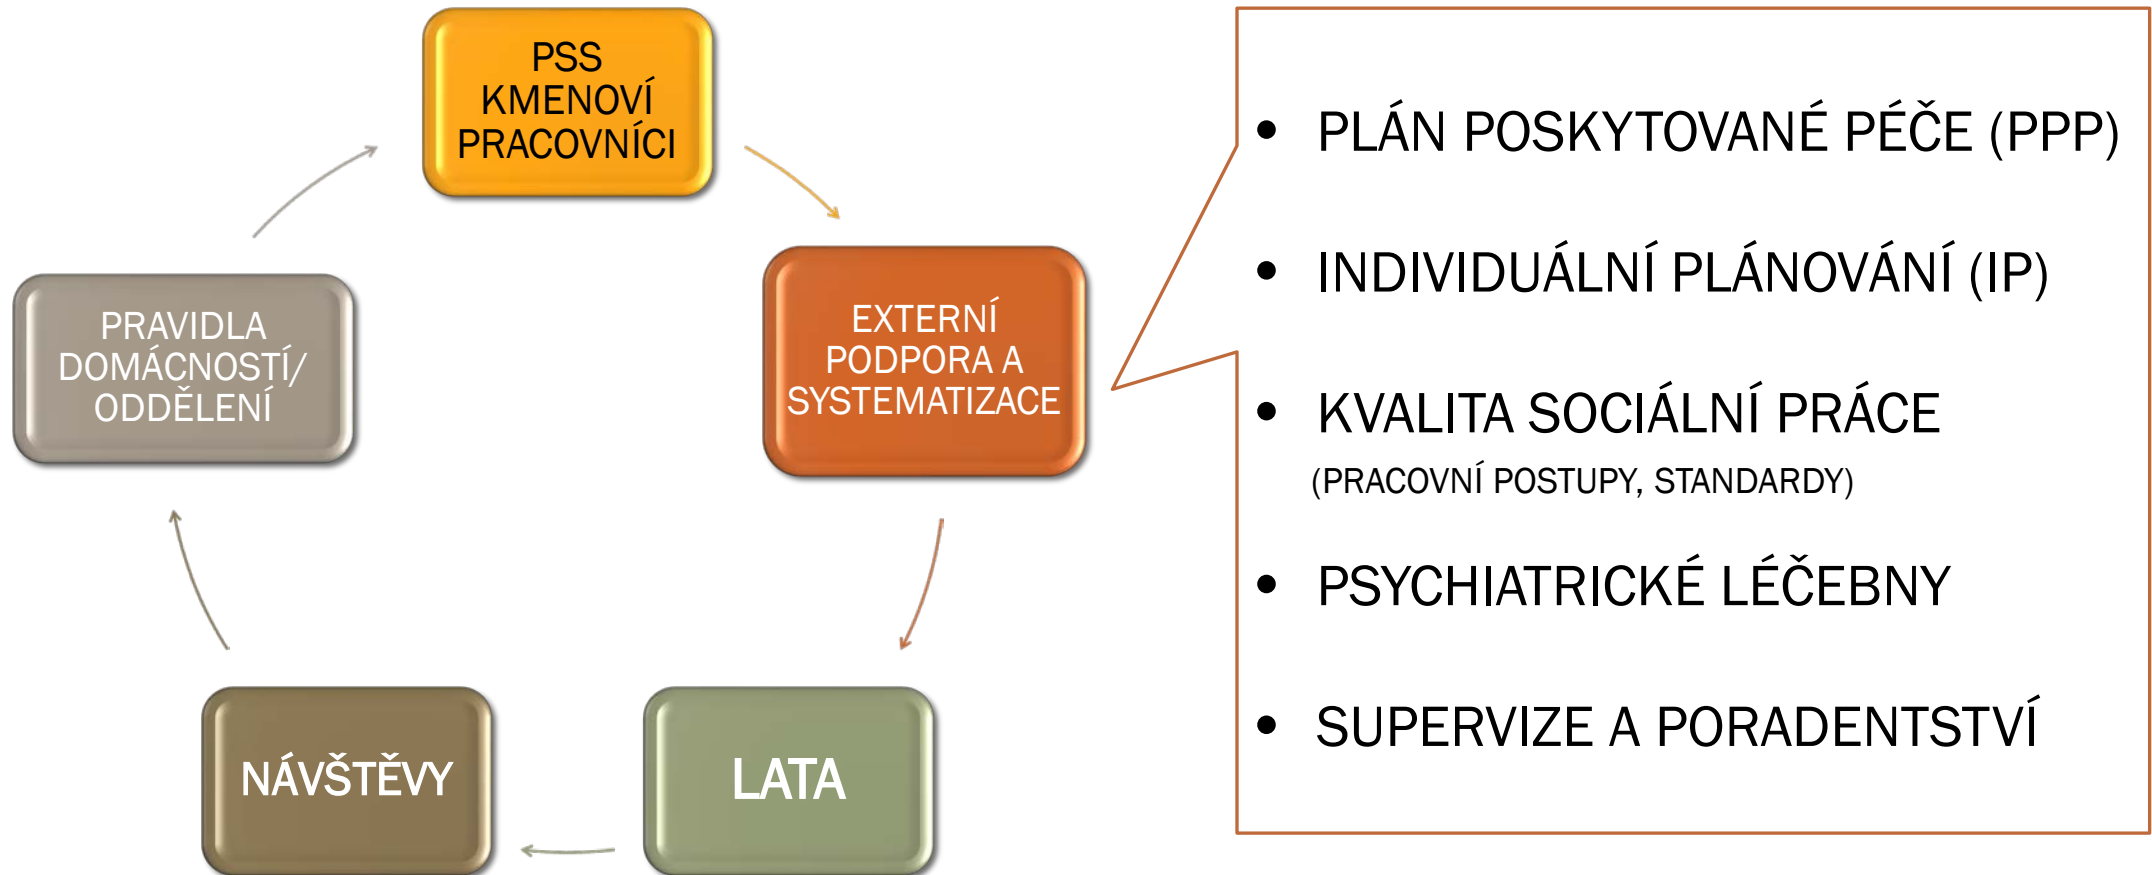 PSS
KMENOVÍ
PRACOVNÍCI
EXTERNÍ
PODPORA A
SYSTEMATIZACE
LATA
NÁVŠTĚVY
PRAVIDLA
DOMÁCNOSTÍ/
ODDĚLENÍ
• PLÁN POSKYTOVANÉ PÉČE (PPP)
• INDIVIDUÁLNÍ PLÁNOVÁNÍ (IP)
• KVALITA SOCIÁLNÍ PRÁCE
(PRACOVNÍ POSTUPY, STANDARDY)
• PSYCHIATRICKÉ LÉČEBNY
• SUPERVIZE A PORADENTSTVÍ